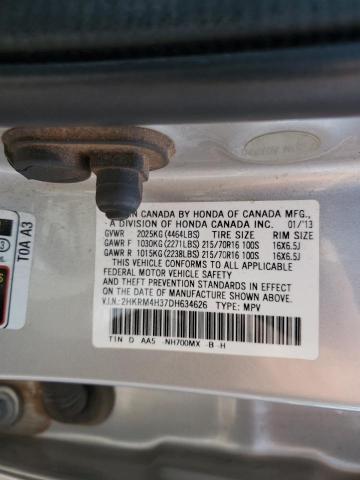 IN CANADA BY HONDA OF CANADA MFG.,
A DIVISION OF HONDA CANADA INC. 01/'13
GVWR 2025KG (4464LBS) TIRE SIZE RIM SIZE
GAWR F 1030KG (2271LBS) 215/70R16 100S 16X6.5J
GAWR R 1015KG (2238LBS) 215/70R16 100S 16X6.5J
THIS VEHICLE CONFORMS TO ALL APPLICABLE
FEDERAL MOTOR VEHICLE SAFETY
AND THEFT PREVENTION STANDARDS IN EFFECT ON THE
DATE OF MANUFACTURE SHOWN ABOVE.
V.I.N.:2HKRM4H37DH634626 TYPE: MPV
TIN D AA5 -NH700MX -B-H
TOA A3